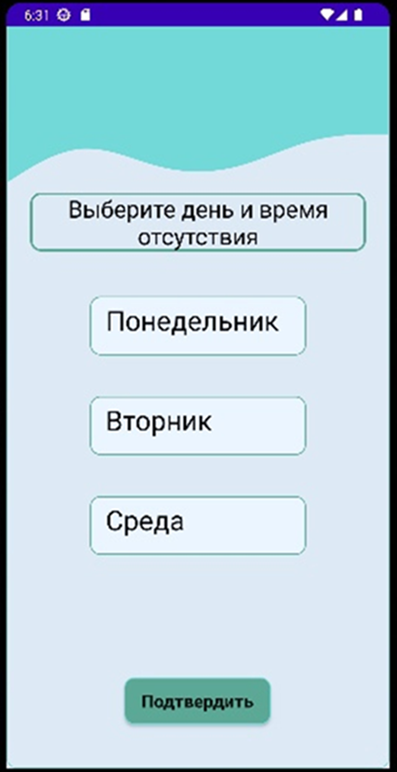 6:31
Выберите день и время
отсутствия
Понедельник
Вторник
Среда
Подтвердить